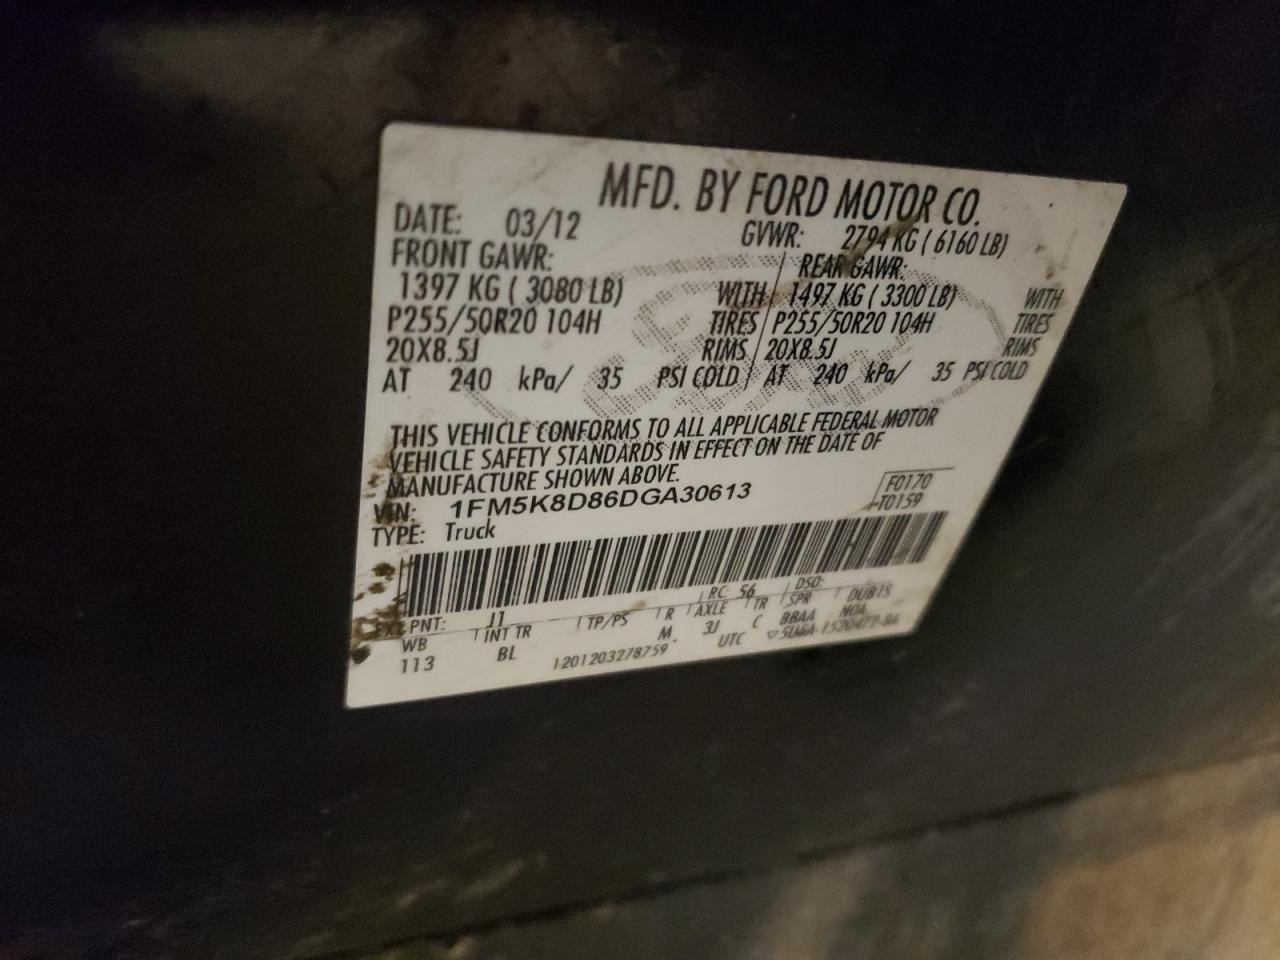 MFD. BY FORD MOTOR CO.
DATE: 03/12 GVWR: 2794 KG ( 6160 LB)
FRONT GAWR: REAR GAWR:
1397 KG ( 3080 LB) WITH 1497 KG ( 3300 LB) WITH
P255/50R20 104H TIRES P255/50R20 104H TIRES
20X8.5J RIMS 20X8.5J RIMS
AT 240 kPa/ 35 PSI COLD AT 240 kPa/ 35 PSI COLD
THIS VEHICLE CONFORMS TO ALL APPLICABLE FEDERAL MOTOR
VEHICLE SAFETY STANDARDS IN EFFECT ON THE DATE OF
MANUFACTURE SHOWN ABOVE.
VIN: 1FM5K8D86DGA30613
F0170
T0159
TYPE: Truck
EXT PNT: J1 RC: 56 DSO:
WB INT TR TP/PS R AXLE TR SPR DUB1S
113 BL M. 3J C BBAA NOA
1201203278759 UTC